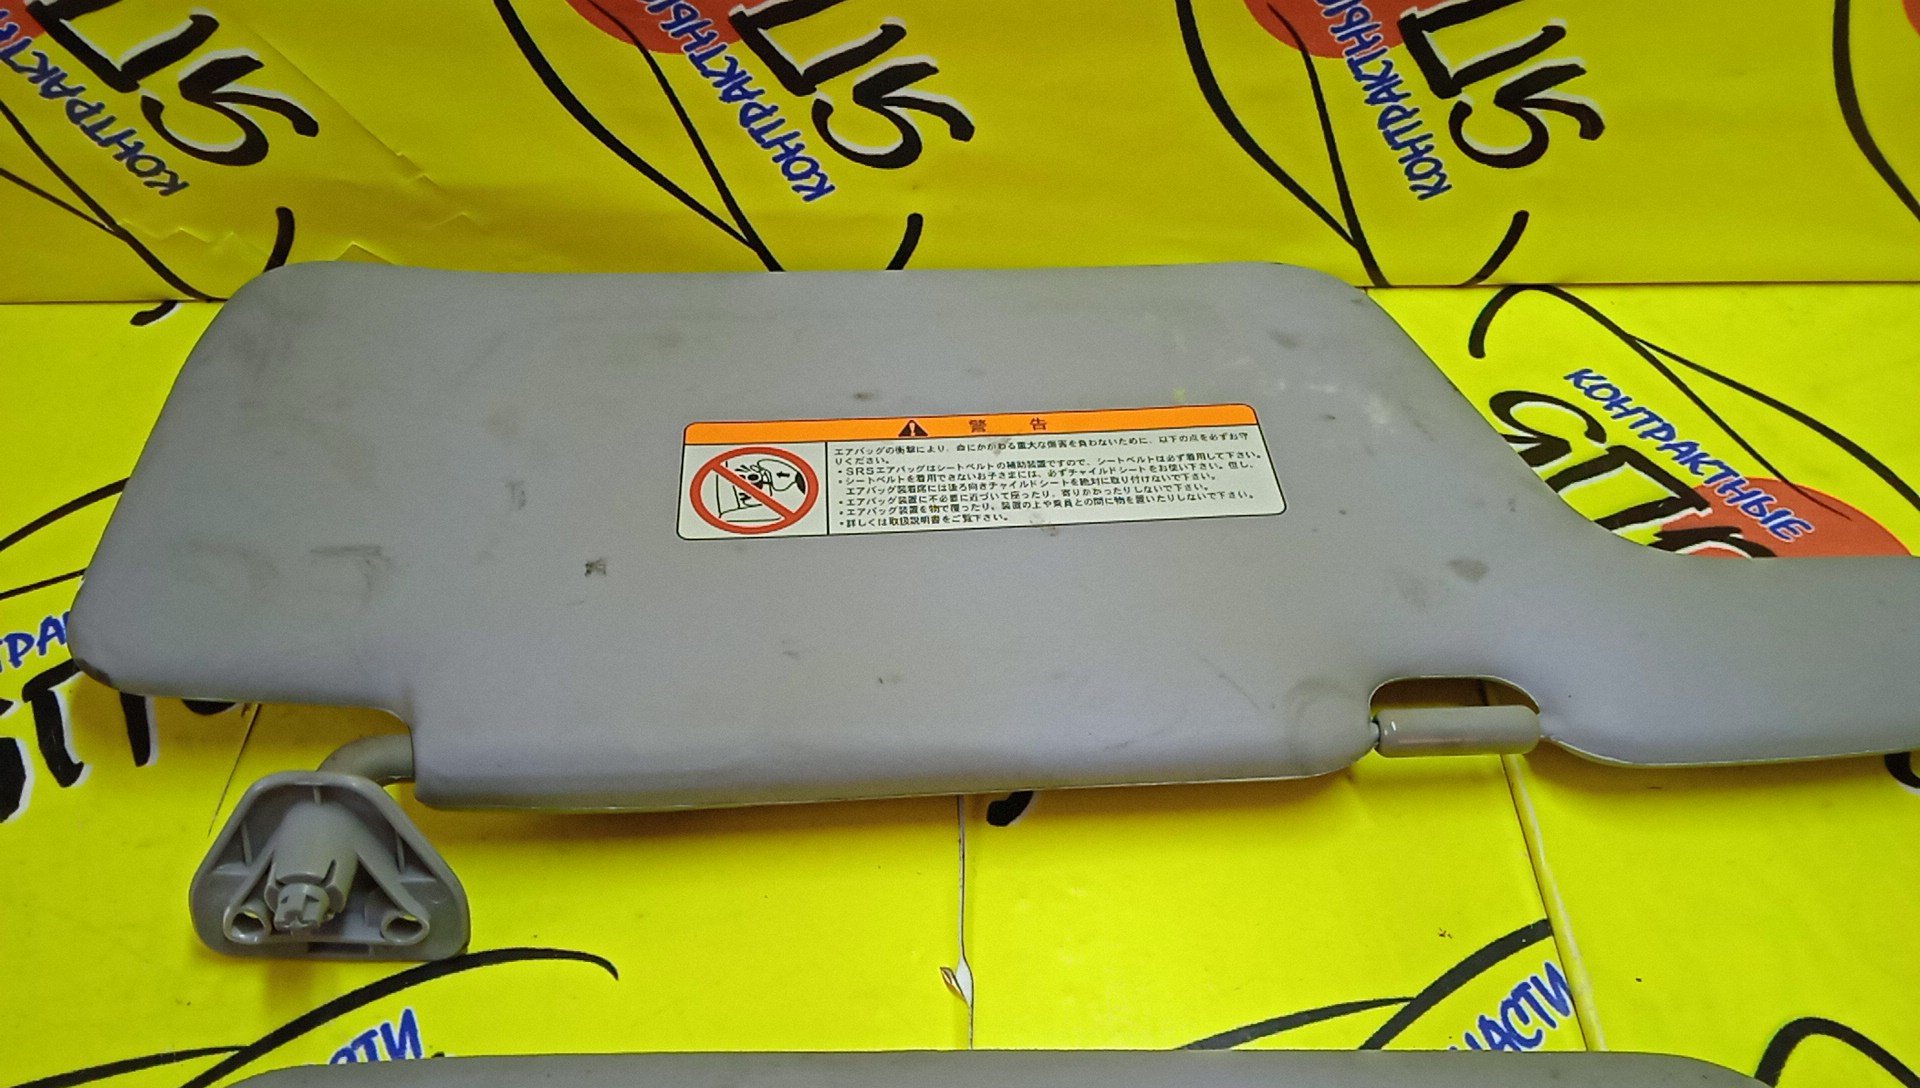 КОНТРАКТНЫЕ
КОНТРАКТНЫЕ
КОНТРАКТНЫЕ
警 告
エアバッグの衝撃により、命にかかわる重大な傷害を負わないために、以下の点を必ずお守
りください。
・SRSエアバッグはシートベルトの補助装置ですので、シートベルトは必ず着用して下さい。
・シートベルトを着用できないお子さまには、必ずチャイルドシートをお使い下さい。但し、
エアバッグ装着席には後ろ向きチャイルドシートを絶対に取り付けないで下さい。
・エアバッグ装置に不必要に近づいて座ったり、寄りかかったりしないで下さい。
・エアバッグ装置を物で覆ったり、装置の上や乗員との間に物を置いたりしないで下さい。
・詳しくは取扱説明書をご覧下さい。
КОНТРАКТНЫЕ